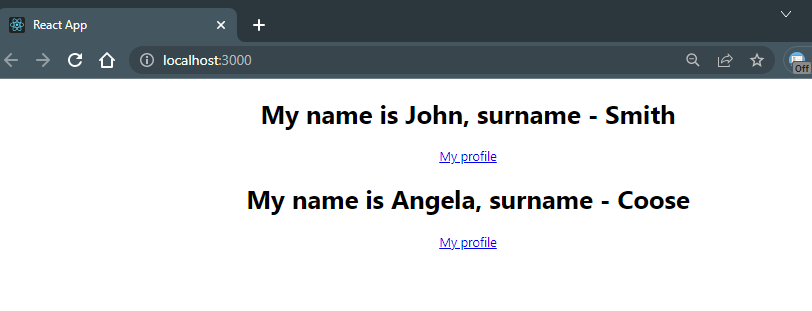 React App
localhost:3000
Off
My name is John, surname - Smith
My profile
My name is Angela, surname - Coose
My profile